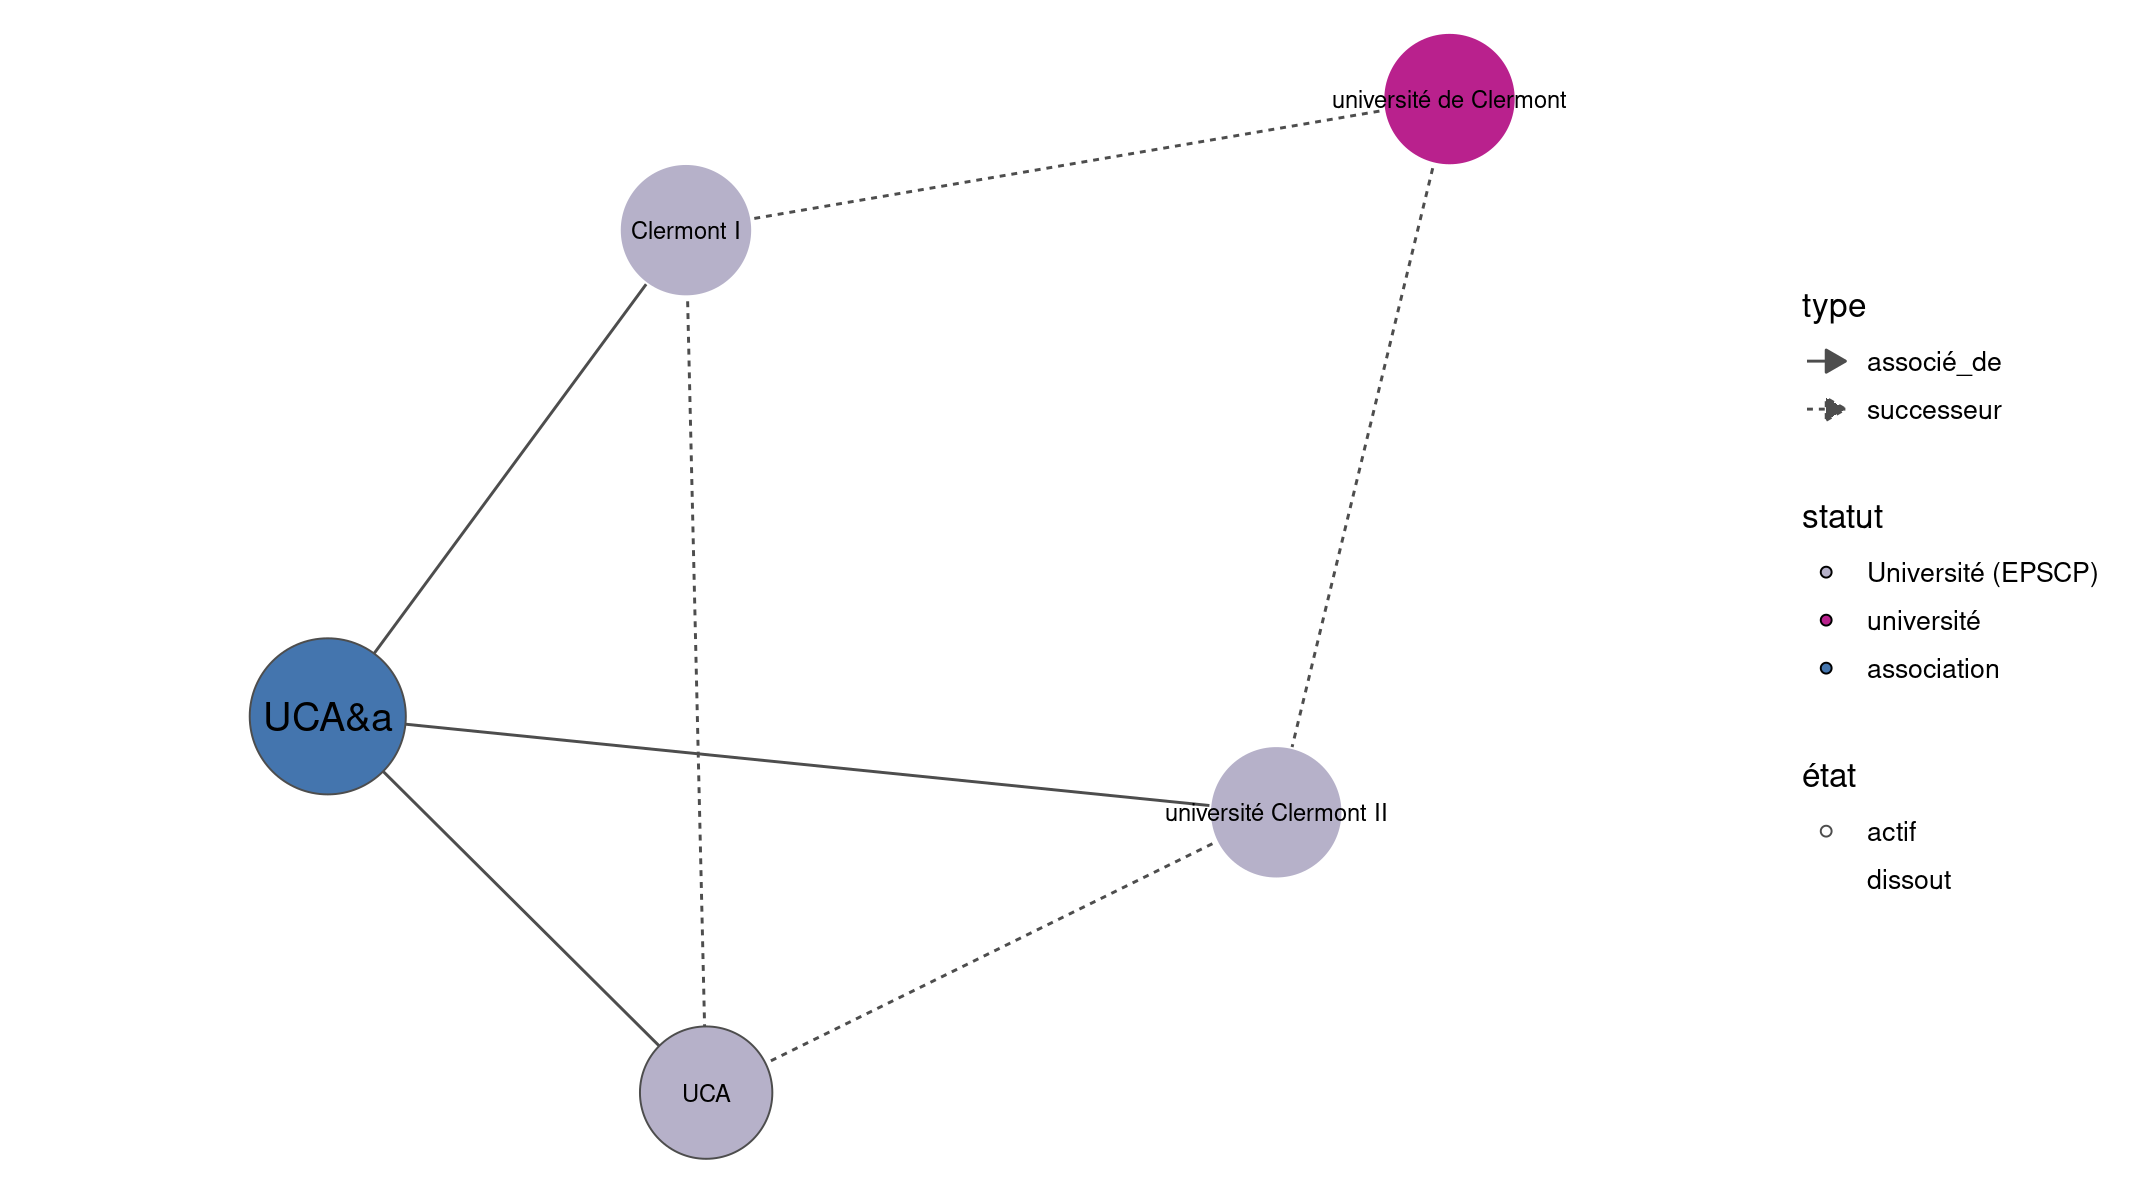 université de Clermont
Clermont I
UCA&a
université Clermont II
UCA
type
associé_de
successeur
statut
Université (EPSCP)
université
association
état
actif
dissout